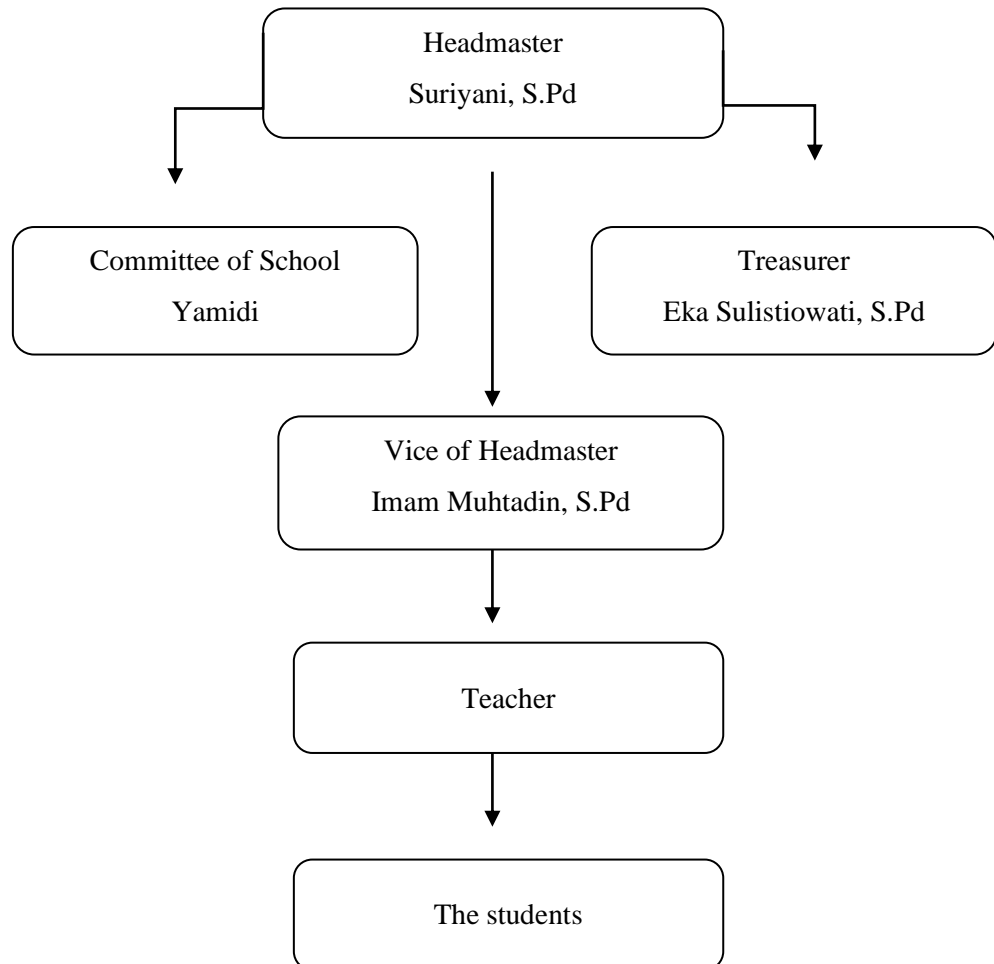 Headmaster
Suriyani, S.Pd
Committee of School
Yamidi
Treasurer
Eka Sulistiowati, S.Pd
Vice of Headmaster
Imam Muhtadin, S.Pd
Teacher
The students